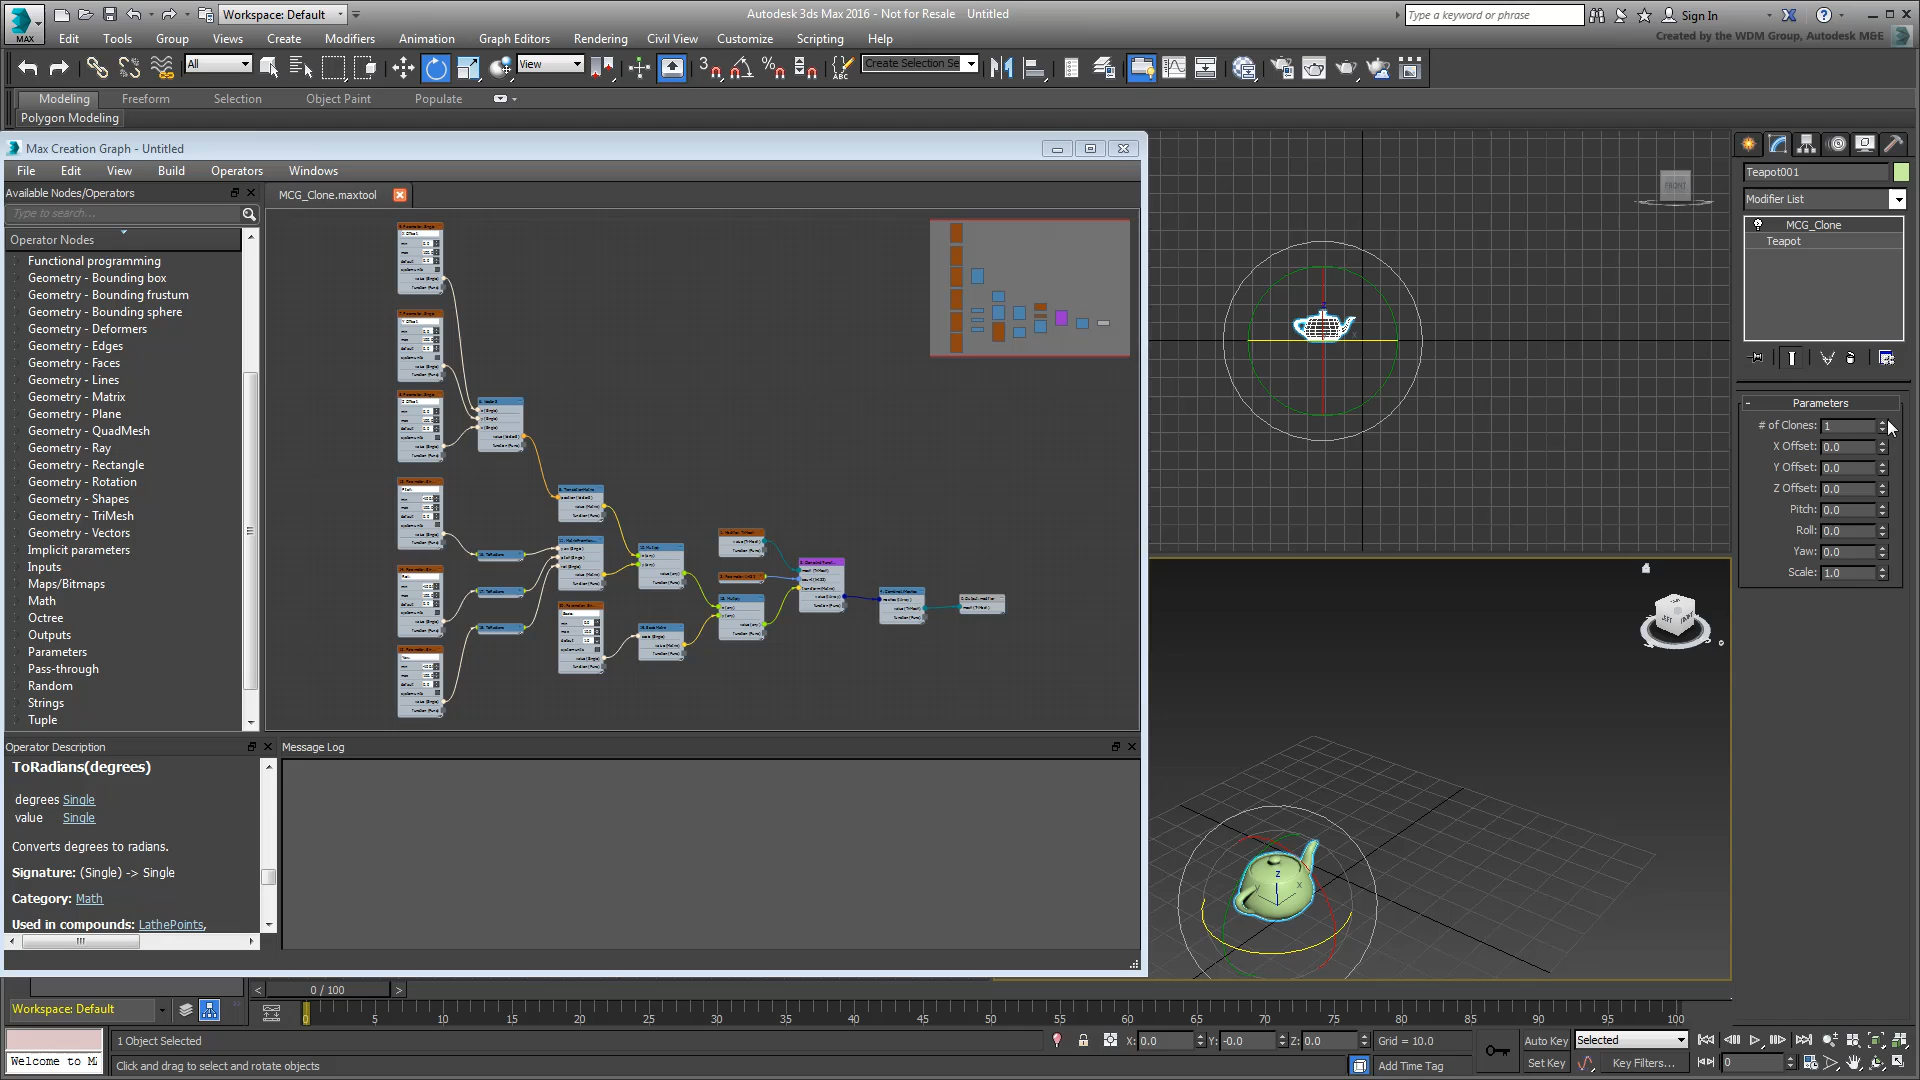 Workspace: Default
Autodesk 3ds Max 2016 - Not for Resale Untitled
Type a keyword or phrase
Sign In
MAX
Edit Tools Group Views Create Modifiers Animation Graph Editors Rendering Civil View Customize Scripting Help
Created by the WDM Group, Autodesk M&E
All
View
Create Selection Se
Modeling Freeform Selection Object Paint Populate
Polygon Modeling
Max Creation Graph - Untitled
File Edit View Build Operators Windows
Available Nodes/Operators
MCG_Clone.maxtool
Type to search...
Operator Nodes
Functional programming
Geometry - Bounding box
Geometry - Bounding frustum
Geometry - Bounding sphere
Geometry - Deformers
Geometry - Edges
Geometry - Faces
Geometry - Lines
Geometry - Matrix
Geometry - Plane
Geometry - QuadMesh
Geometry - Ray
Geometry - Rectangle
Geometry - Rotation
Geometry - Shapes
Geometry - TriMesh
Geometry - Vectors
Implicit parameters
Inputs
Maps/Bitmaps
Math
Octree
Outputs
Parameters
Pass-through
Random
Strings
Tuple
Operator Description
ToRadians(degrees)
degrees Single
value Single
Converts degrees to radians.
Signature: (Single) -> Single
Category: Math
Used in compounds: LathePoints,
Message Log
FRONT
Teapot001
Modifier List
MCG_Clone
Teapot
Parameters
# of Clones: 1
X Offset: 0.0
Y Offset: 0.0
Z Offset: 0.0
Pitch: 0.0
Roll: 0.0
Yaw: 0.0
Scale: 1.0
LEFT
FRONT
Z
X
0 / 100
Workspace: Default
0 5 10 15 20 25 30 35 40 45 50 55 60 65 70 75 80 85 90 95 100
1 Object Selected
X: 0.0 Y: -0.0 Z: 0.0 Grid = 10.0
Auto Key Selected
Welcome to M
Click and drag to select and rotate objects
Add Time Tag
Set Key
Key Filters...
0